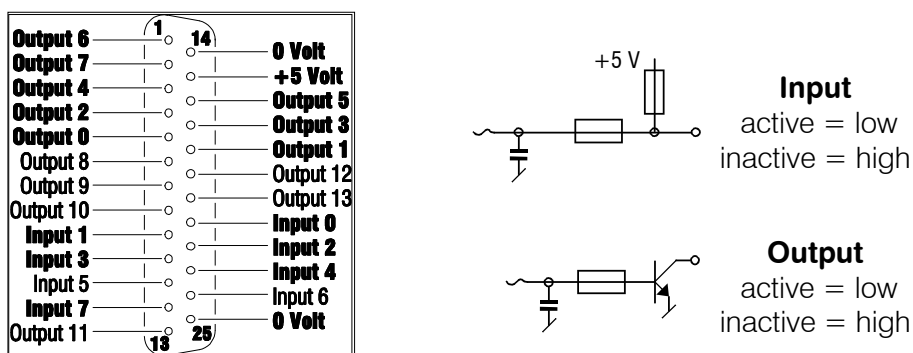 1
14
Output 6
0 Volt
Output 7
+5 Volt
Output 4
Output 5
Output 2
Output 3
Output 0
Output 1
Output 8
Output 12
Output 9
Output 13
Output 10
Input 0
Input 1
Input 2
Input 3
Input 4
Input 5
Input 6
Input 7
0 Volt
Output 11
13
25
+5 V
Input
active = low
inactive = high
Output
active = low
inactive = high